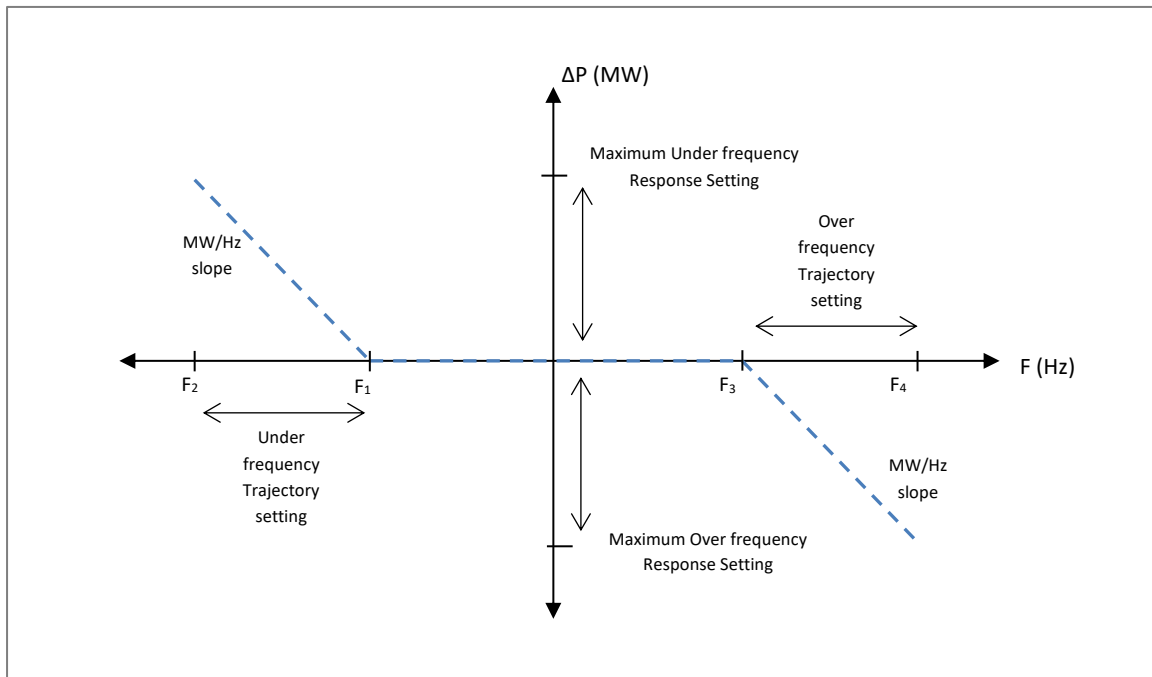 ΔP (MW)
Maximum Under frequency
Response Setting
Over
frequency
Trajectory
setting
MW/Hz
slope
F₂
F₁
F₃
F₄
F (Hz)
Under
frequency
Trajectory
setting
MW/Hz
slope
Maximum Over frequency
Response Setting